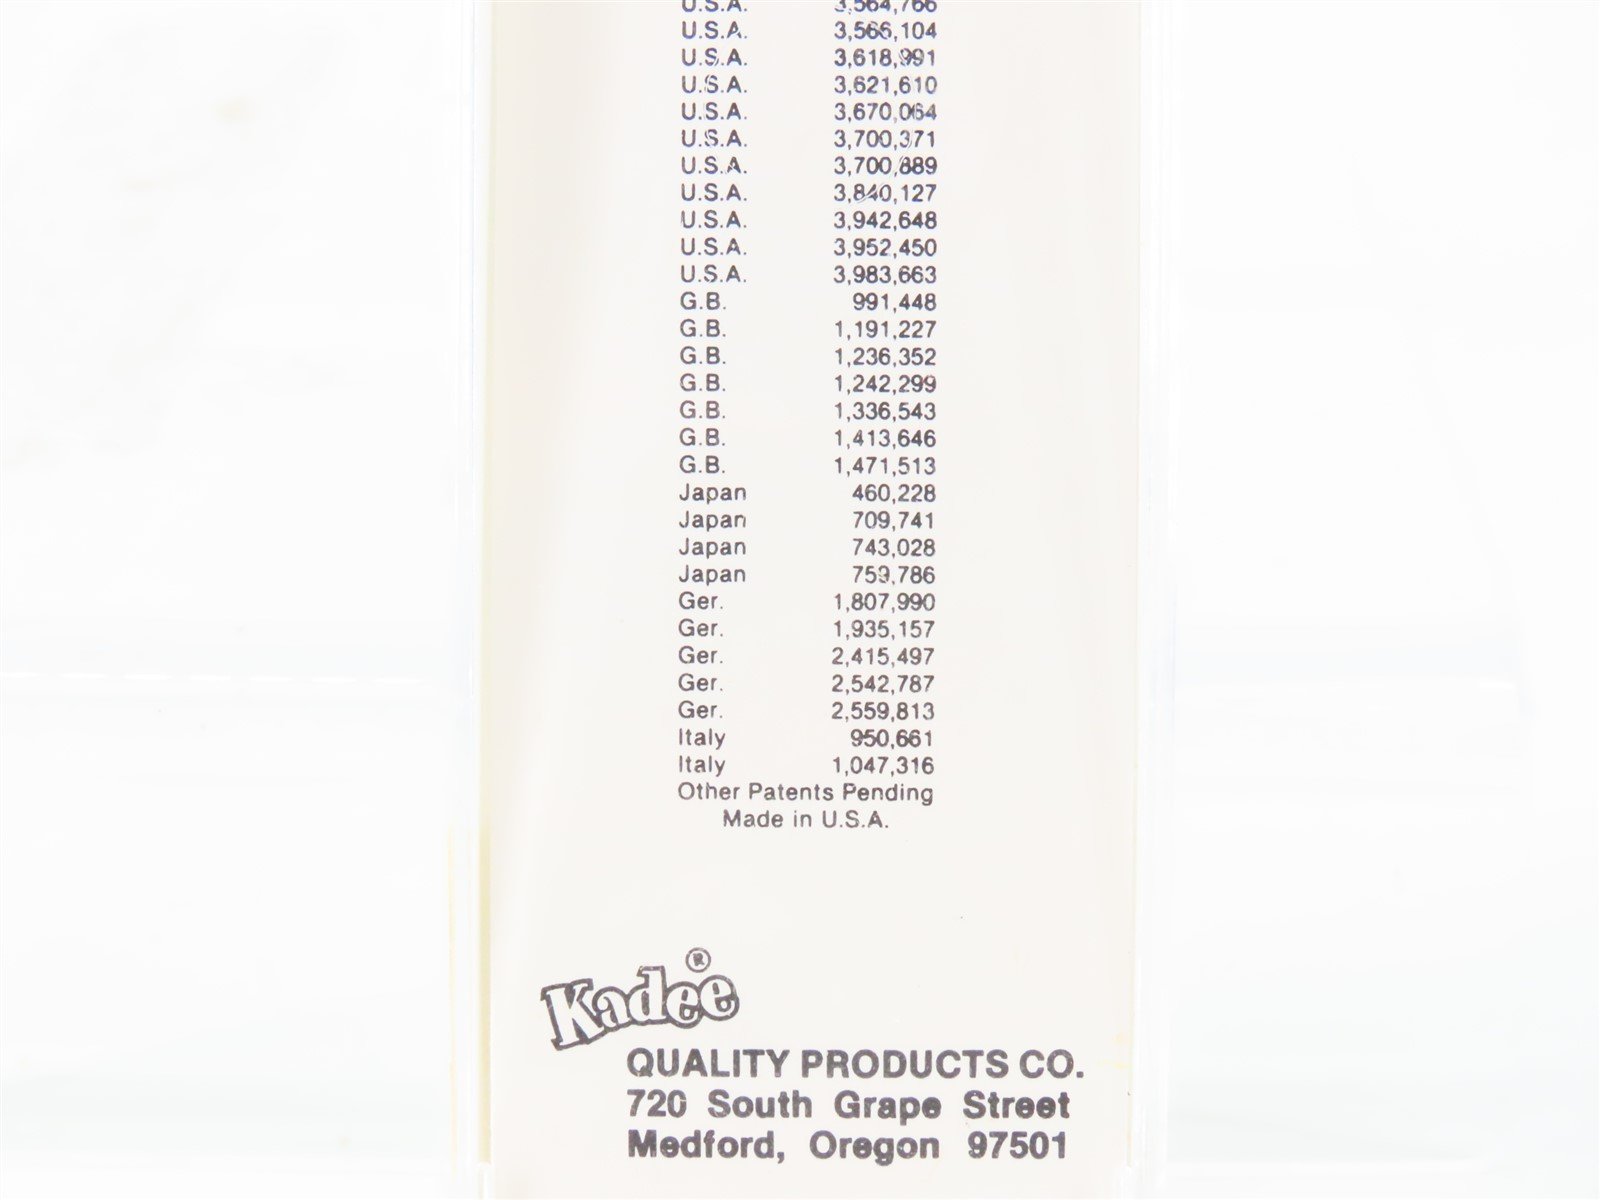 U.S.A. 3,564,766
U.S.A. 3,566,104
U.S.A. 3,618,991
U.S.A. 3,621,610
U.S.A. 3,670,064
U.S.A. 3,700,371
U.S.A. 3,700,889
U.S.A. 3,840,127
U.S.A. 3,942,648
U.S.A. 3,952,450
U.S.A. 3,983,663
G.B. 991,448
G.B. 1,191,227
G.B. 1,236,352
G.B. 1,242,299
G.B. 1,336,543
G.B. 1,413,646
G.B. 1,471,513
Japan 460,228
Japan 709,741
Japan 743,028
Japan 759,786
Ger. 1,807,990
Ger. 1,935,157
Ger. 2,415,497
Ger. 2,542,787
Ger. 2,559,813
Italy 950,661
Italy 1,047,316
Other Patents Pending
Made in U.S.A.
Kadee®
QUALITY PRODUCTS CO.
720 South Grape Street
Medford, Oregon 97501